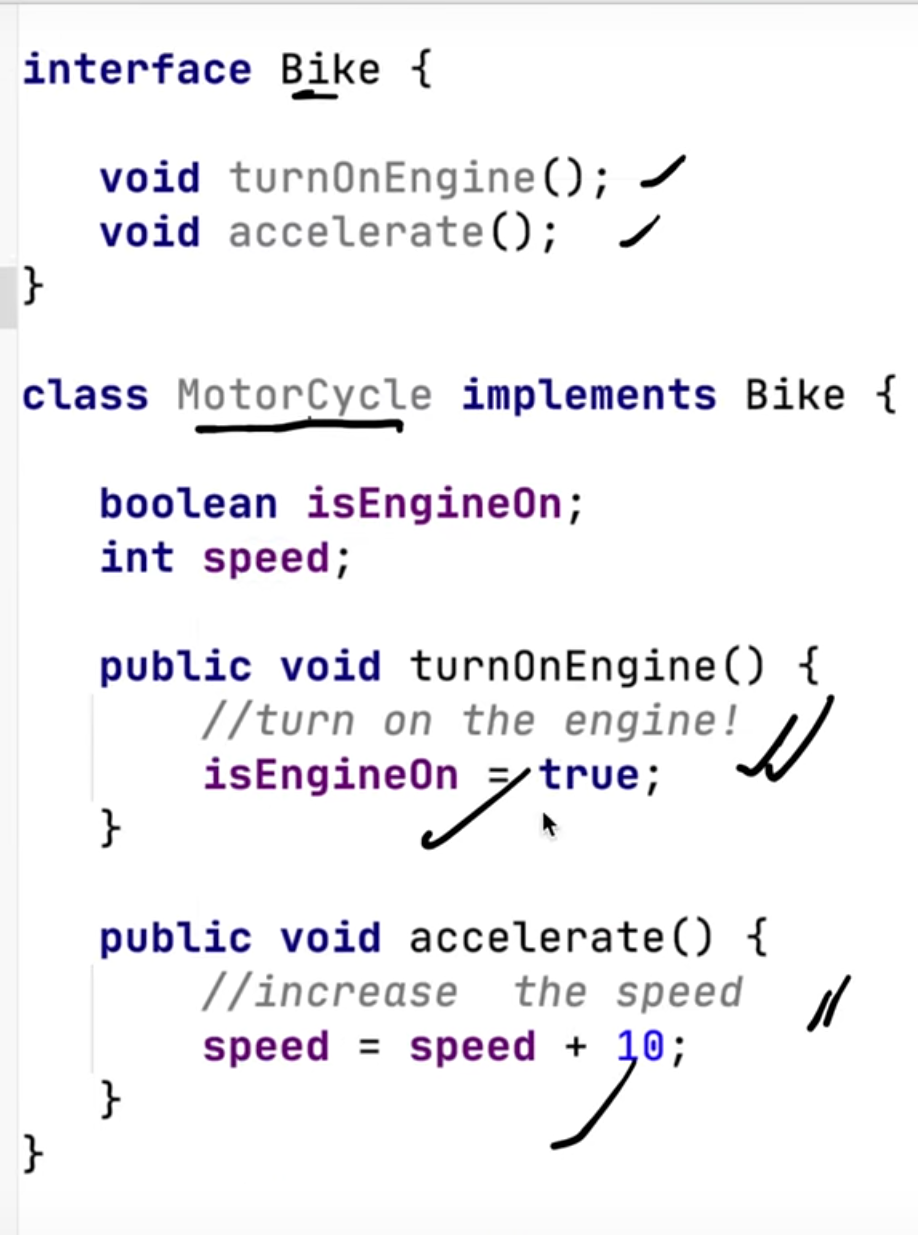 interface Bike {
void turnOnEngine();
void accelerate();
}
class MotorCycle implements Bike {
boolean isEngineOn;
int speed;
public void turnOnEngine() {
//turn on the engine!
isEngineOn = true;
}
public void accelerate() {
//increase  the speed
speed = speed + 10;
}
}